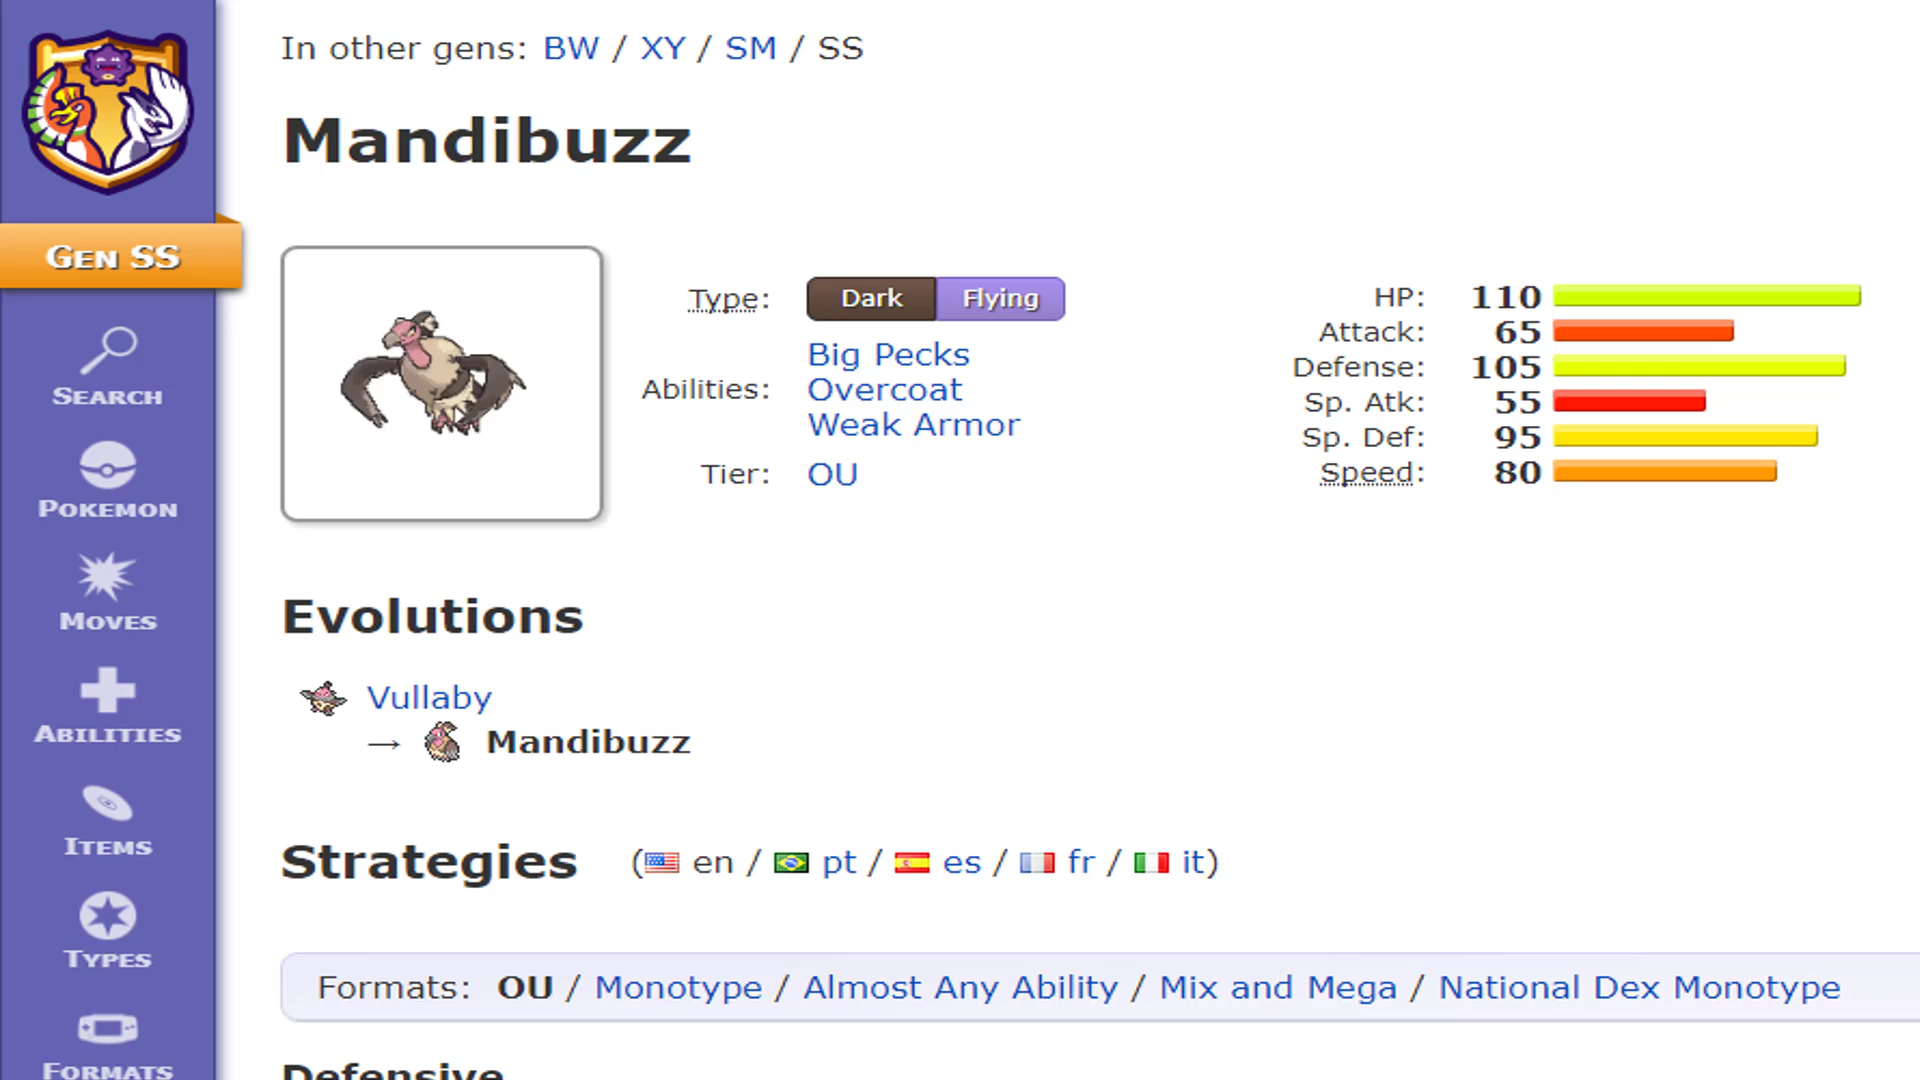 In other gens: BW / XY / SM / SS
Mandibuzz
GEN SS
SEARCH
POKEMON
MOVES
ABILITIES
ITEMS
TYPES
FORMATS
Type: Dark Flying
Abilities: Big Pecks
Overcoat
Weak Armor
Tier: OU
HP: 110
Attack: 65
Defense: 105
Sp. Atk: 55
Sp. Def: 95
Speed: 80
Evolutions
Vullaby
→ Mandibuzz
Strategies (en / pt / es / fr / it)
Formats: OU / Monotype / Almost Any Ability / Mix and Mega / National Dex Monotype
Defensive